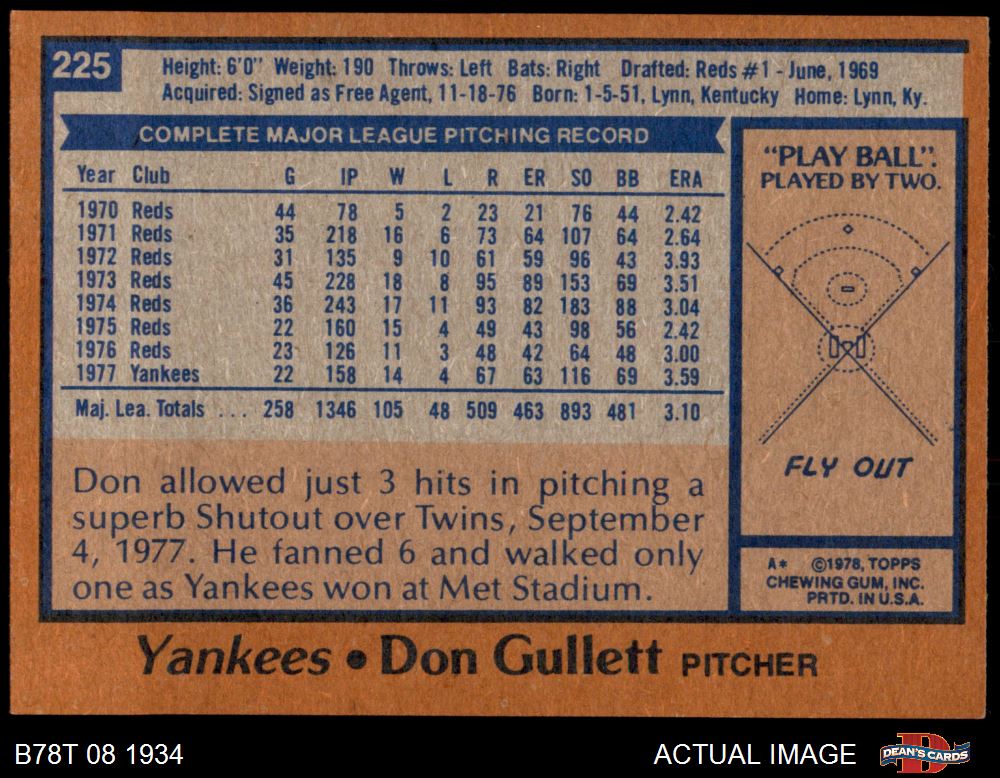 225
Height: 6'0" Weight: 190 Throws: Left Bats: Right Drafted: Reds #1 - June, 1969
Acquired: Signed as Free Agent, 11-18-76 Born: 1-5-51, Lynn, Kentucky Home: Lynn, Ky.
COMPLETE MAJOR LEAGUE PITCHING RECORD
Year Club G IP W L R ER SO BB ERA
1970 Reds 44 78 5 2 23 21 76 44 2.42
1971 Reds 35 218 16 6 73 64 107 64 2.64
1972 Reds 31 135 9 10 61 59 96 43 3.93
1973 Reds 45 228 18 8 95 89 153 69 3.51
1974 Reds 36 243 17 11 93 82 183 88 3.04
1975 Reds 22 160 15 4 49 43 98 56 2.42
1976 Reds 23 126 11 3 48 42 64 48 3.00
1977 Yankees 22 158 14 4 67 63 116 69 3.59
Maj. Lea. Totals ... 258 1346 105 48 509 463 893 481 3.10
Don allowed just 3 hits in pitching a
superb Shutout over Twins, September
4, 1977. He fanned 6 and walked only
one as Yankees won at Met Stadium.
"PLAY BALL".
PLAYED BY TWO.
FLY OUT
A* ©1978, TOPPS
CHEWING GUM, INC.
PRTD. IN U.S.A.
Yankees • Don Gullett PITCHER
B78T 08 1934
ACTUAL IMAGE
DEAN'S CARDS